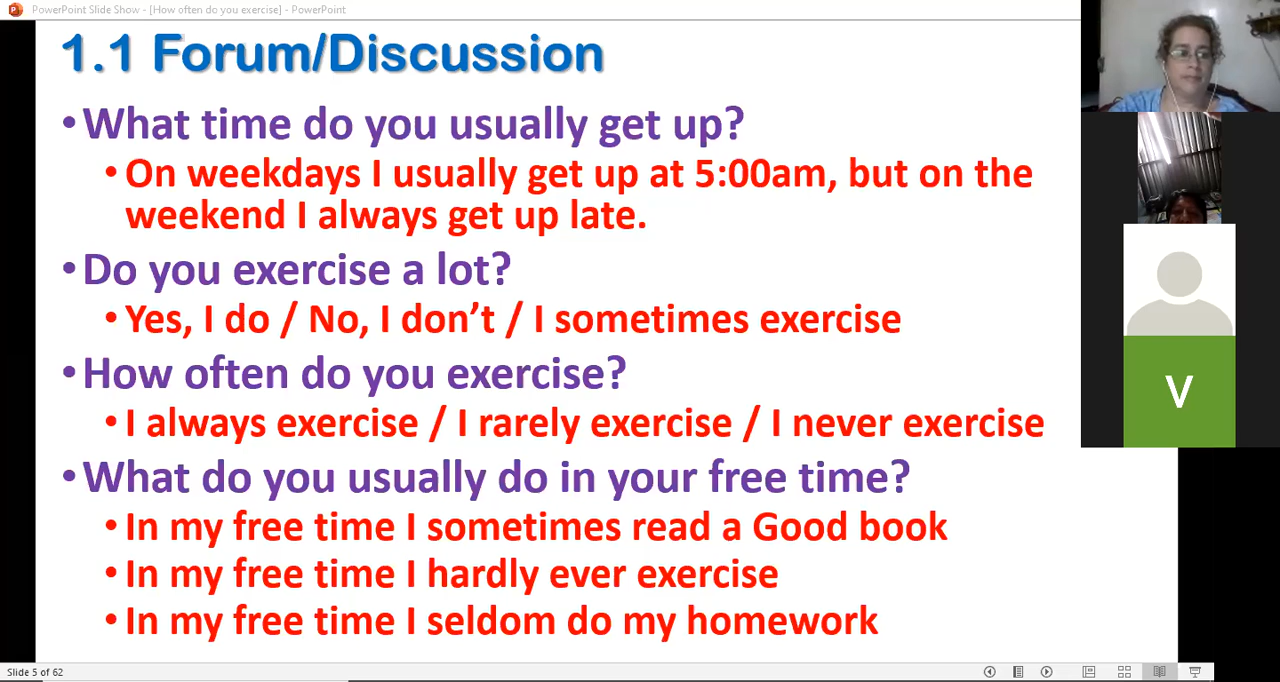 PowerPoint Slide Show - [How often do you exercise] - PowerPoint
1.1 Forum/Discussion
•What time do you usually get up?
•On weekdays I usually get up at 5:00am, but on the
weekend I always get up late.
•Do you exercise a lot?
•Yes, I do / No, I don’t / I sometimes exercise
•How often do you exercise?
•I always exercise / I rarely exercise / I never exercise
•What do you usually do in your free time?
•In my free time I sometimes read a Good book
•In my free time I hardly ever exercise
•In my free time I seldom do my homework
V
Slide 5 of 62